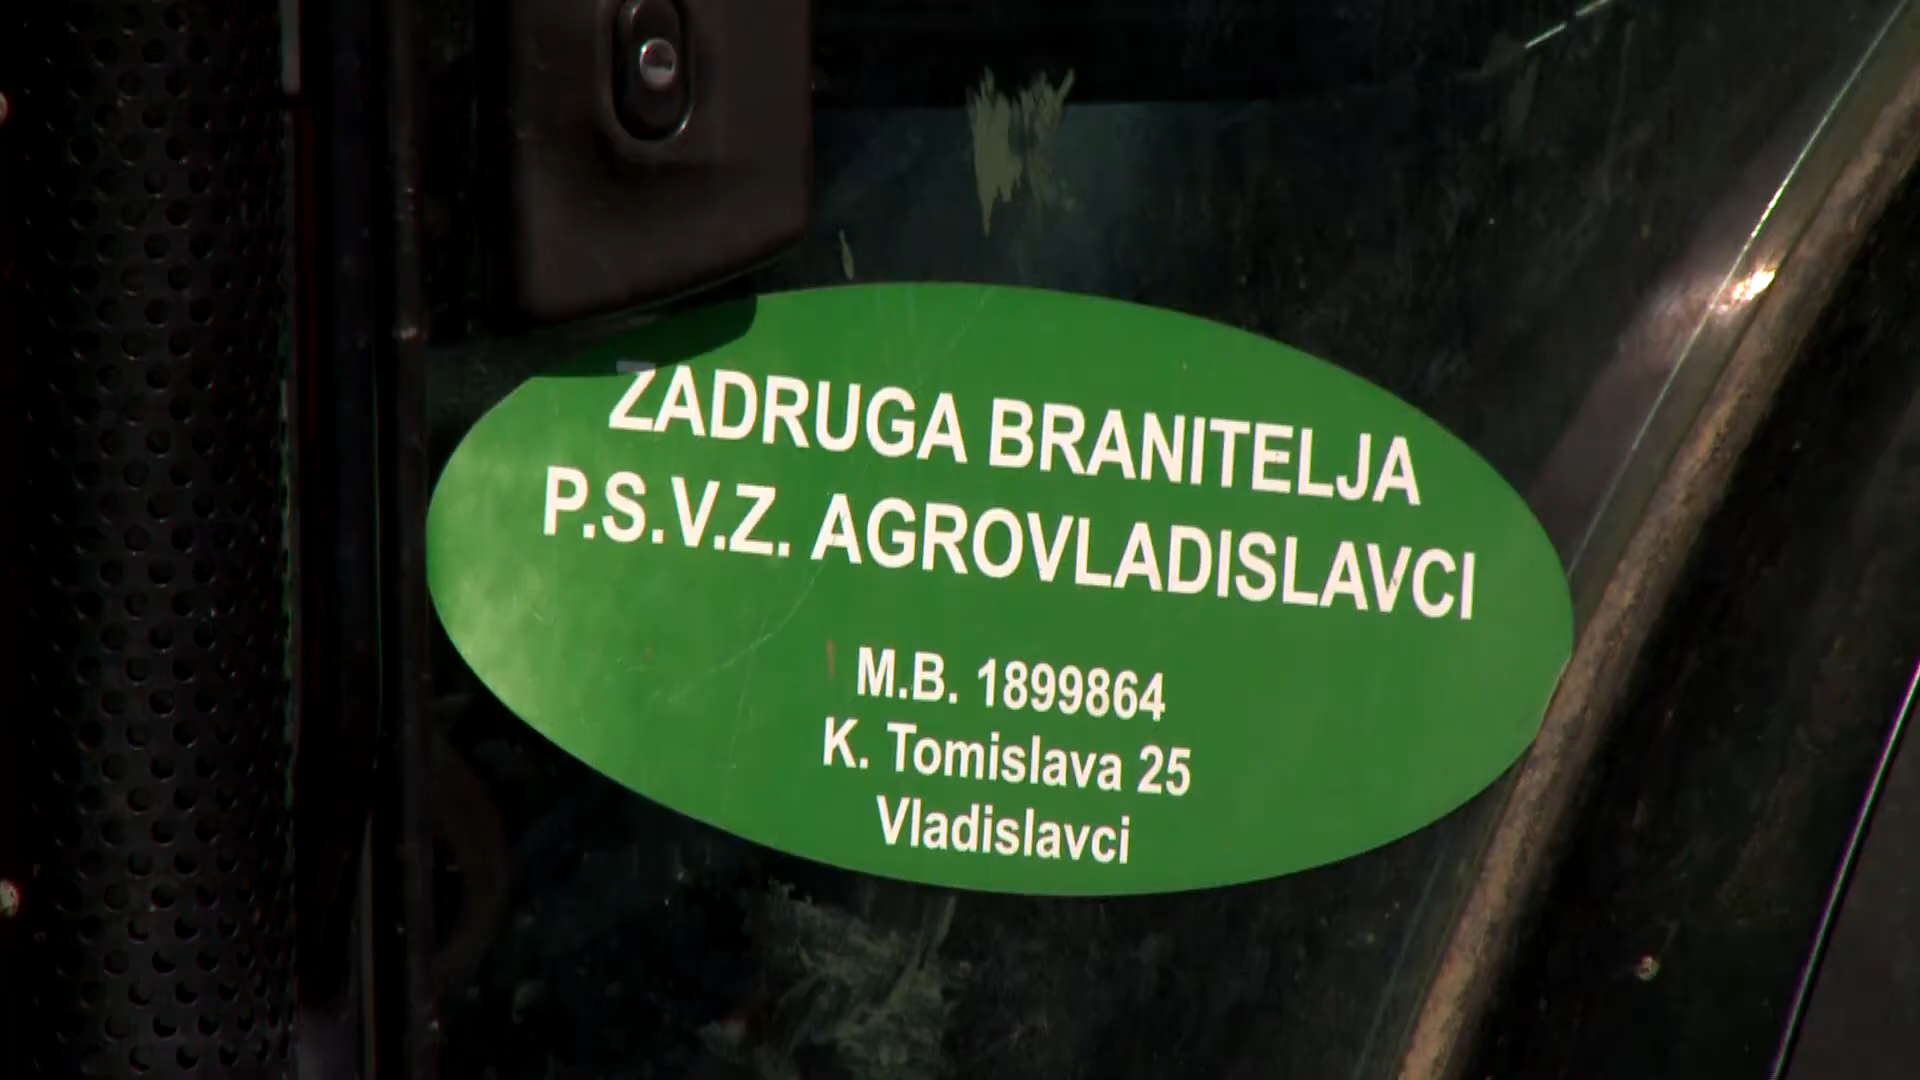 ZADRUGA BRANITELJA
P.S.V.Z. AGROVLADISLAVCI
M.B. 1899864
K. Tomislava 25
Vladislavci